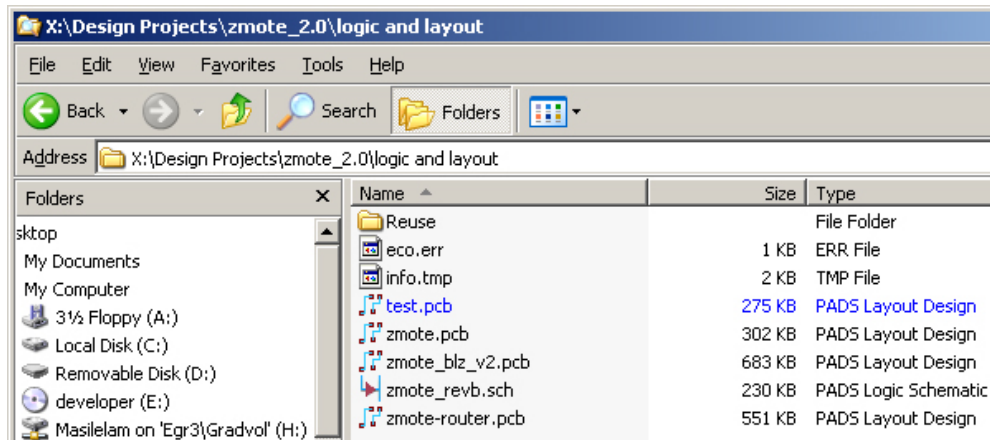 X:\Design Projects\zmote_2.0\logic and layout
File Edit View Favorites Tools Help
Back Search Folders
Address X:\Design Projects\zmote_2.0\logic and layout
Folders x Name Size Type
sktop
My Documents
My Computer
3½ Floppy (A:)
Local Disk (C:)
Removable Disk (D:)
developer (E:)
Masilelam on 'Egr3\Gradvol' (H:)
Reuse File Folder
eco.err 1 KB ERR File
info.tmp 2 KB TMP File
test.pcb 275 KB PADS Layout Design
zmote.pcb 302 KB PADS Layout Design
zmote_blz_v2.pcb 683 KB PADS Layout Design
zmote_revb.sch 230 KB PADS Logic Schematic
zmote-router.pcb 551 KB PADS Layout Design